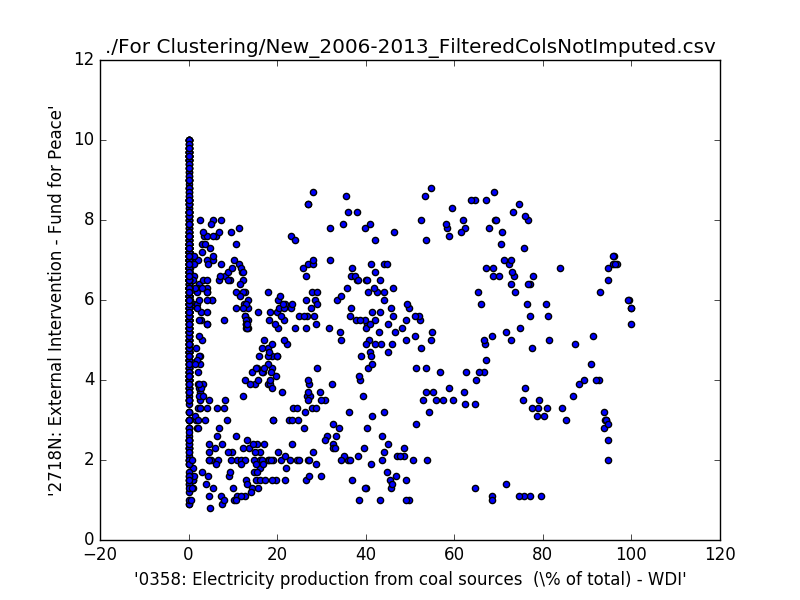 ./For Clustering/New_2006-2013_FilteredColsNotImputed.csv
12
10
8
6
4
2
0
'2718N: External Intervention - Fund for Peace'
−20 0 20 40 60 80 100 120
'0358: Electricity production from coal sources  (\% of total) - WDI'